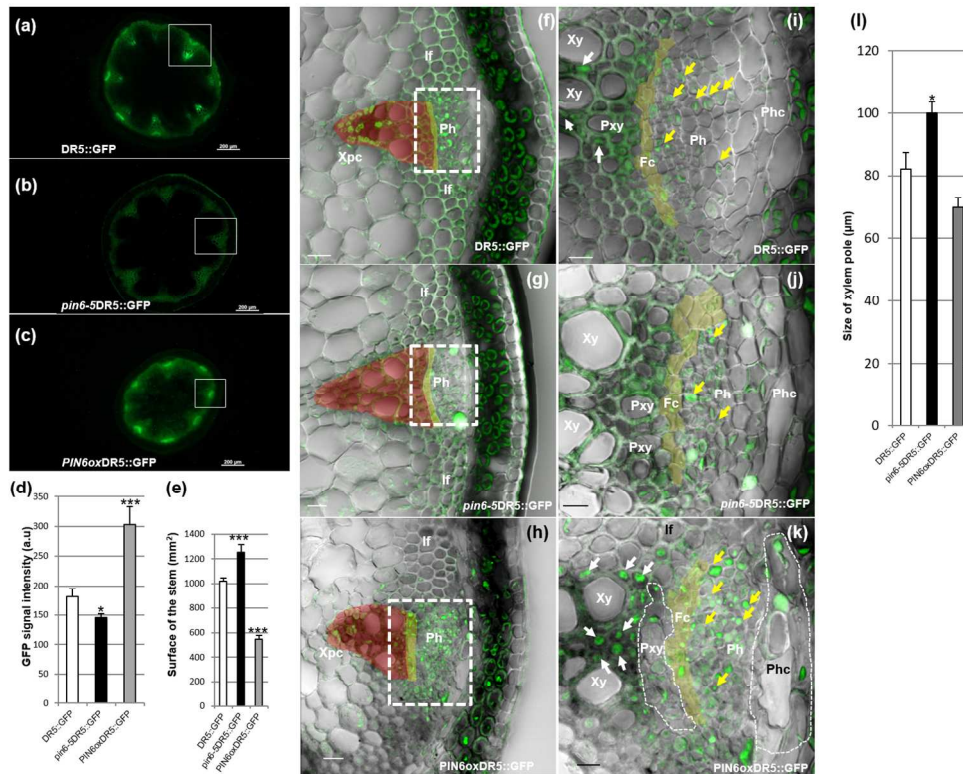 (a)
DR5::GFP
200 µm
(b)
pin6-5DR5::GFP
200 µm
(c)
PIN6oxDR5::GFP
200 µm
(d)
GFP signal intensity (a.u)
350
300
250
200
150
100
50
0
*
***
DR5::GFP
pin6-5DR5::GFP
PIN6oxDR5::GFP
(e)
Surface of the stem (mm²)
1400
1200
1000
800
600
400
200
0
***
***
DR5::GFP
pin6-5DR5::GFP
PIN6oxDR5::GFP
(f)
If
Ph
Xpc
If
DR5::GFP
(g)
If
Ph
If
pin6-5DR5::GFP
(h)
If
Ph
Xpc
PIN6oxDR5::GFP
(i)
Xy
Xy
Pxy
Phc
Ph
Fc
DR5::GFP
(j)
Xy
Pxy
Fc
Ph
Phc
Pxy
pin6-5DR5::GFP
(k)
If
Xy
Fc
Pxy
Ph
Xy
Phc
PIN6oxDR5::GFP
(l)
Size of xylem pole (µm)
120
100
80
60
40
20
0
*
DR5::GFP
pin6-5DR5::GFP
PIN6oxDR5::GFP